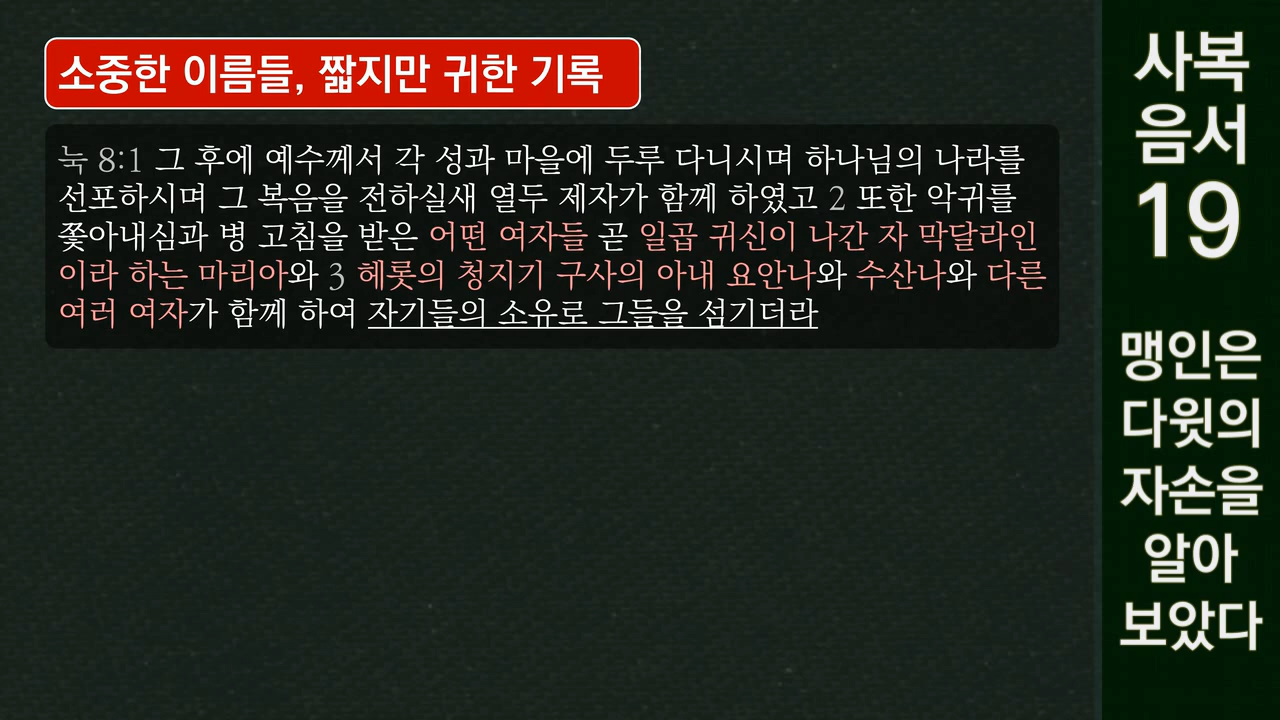 소중한 이름들, 짧지만 귀한 기록
눅 8:1 그 후에 예수께서 각 성과 마을에 두루 다니시며 하나님의 나라를
선포하시며 그 복음을 전하실새 열두 제자가 함께 하였고 2 또한 악귀를
쫓아내심과 병 고침을 받은 어떤 여자들 곧 일곱 귀신이 나간 자 막달라인
이라 하는 마리아와 3 헤롯의 청지기 구사의 아내 요안나와 수산나와 다른
여러 여자가 함께 하여 자기들의 소유로 그들을 섬기더라
사복
음서
19
맹인은
다윗의
자손을
알아
보았다